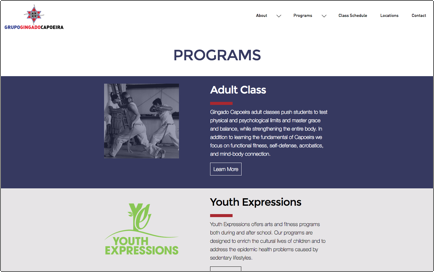 About
Programs
Class Schedule
Locations
Contact
GRUPOGINGADOCAPOEIRA
PROGRAMS
Adult Class
Gingado Capoeira adult classes push students to test
physical and psychological limits and master grace
and balance, while strengthening the entire body. In
addition to learning the fundamental of Capoeira we
focus on functional fitness, self-defense, acrobatics,
and mind-body connection.
Learn More
YOUTH
EXPRESSIONS
Youth Expressions
Youth Expressions offers arts and fitness programs
both during and after school. Our programs are
designed to enrich the cultural lives of children and to
address the epidemic health problems caused by
sedentary lifestyles.